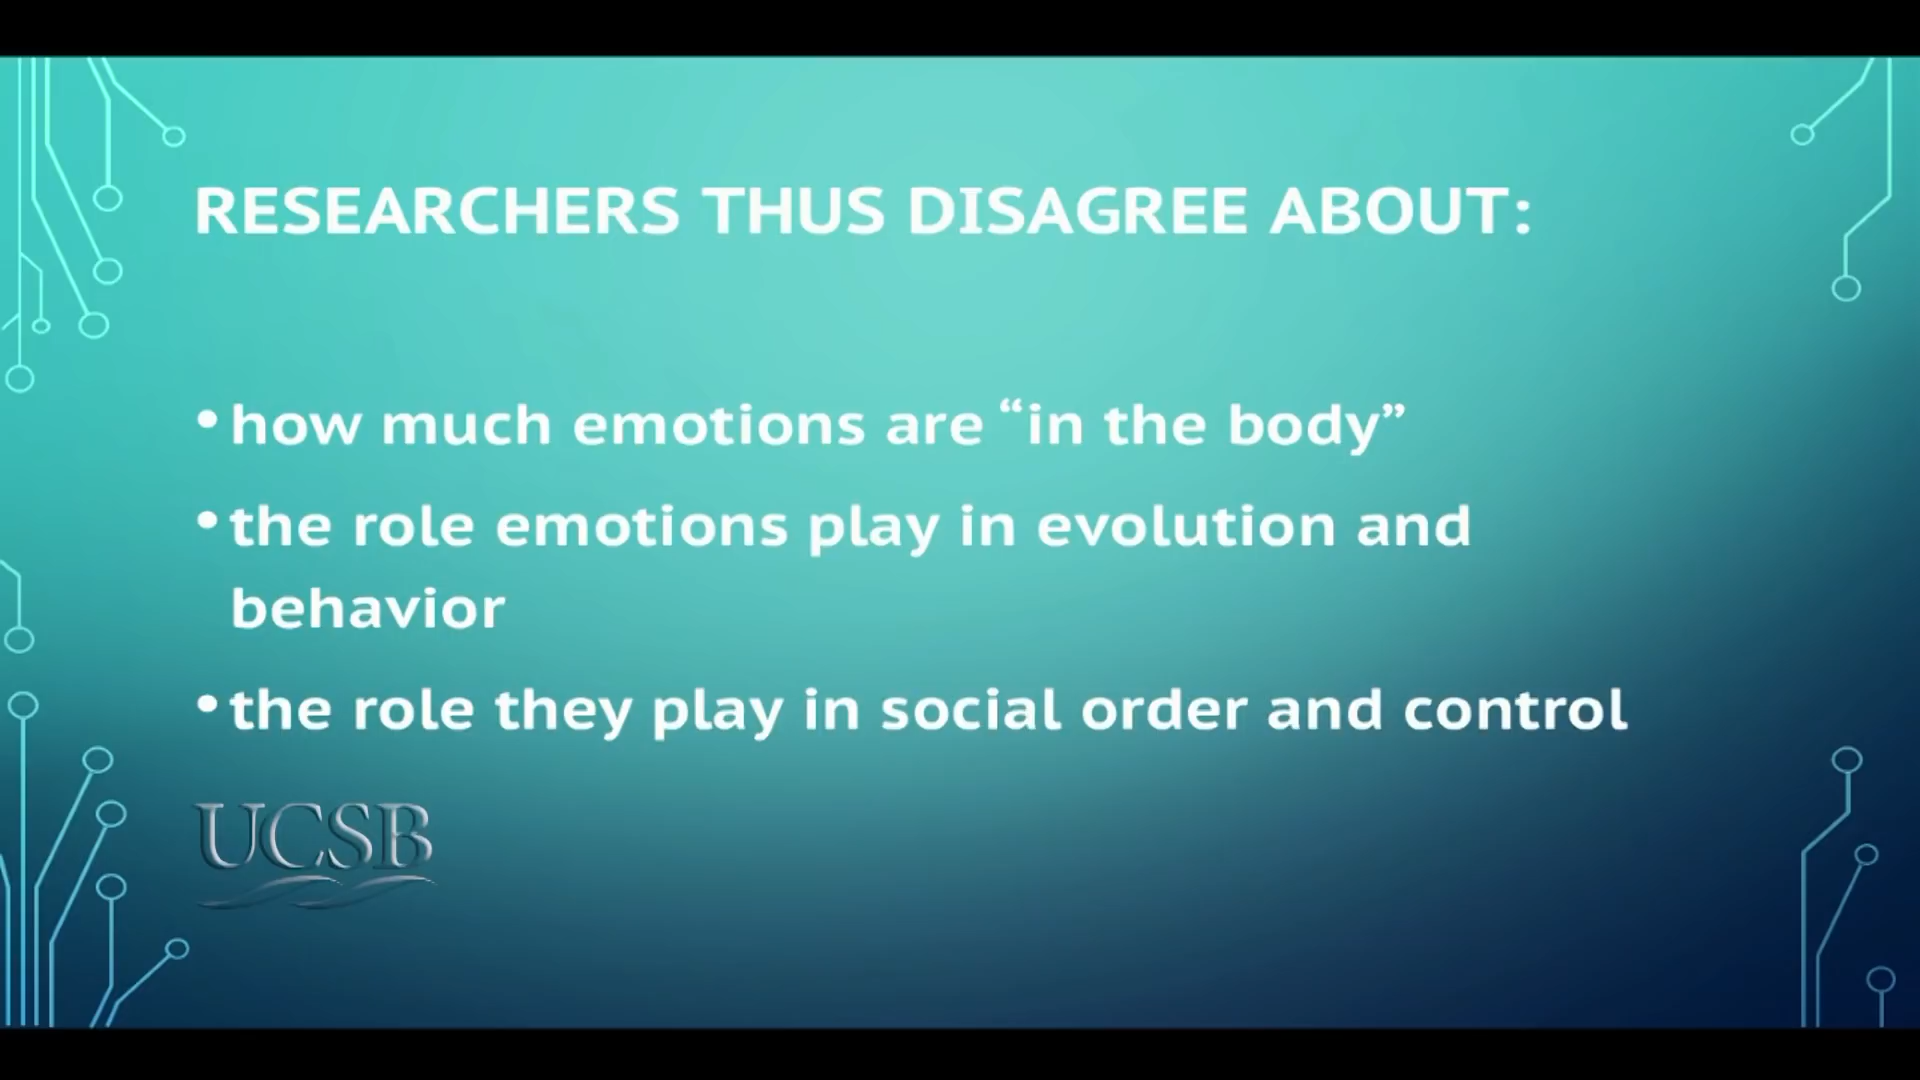 RESEARCHERS THUS DISAGREE ABOUT:
• how much emotions are “in the body”
• the role emotions play in evolution and
behavior
• the role they play in social order and control
UCSB